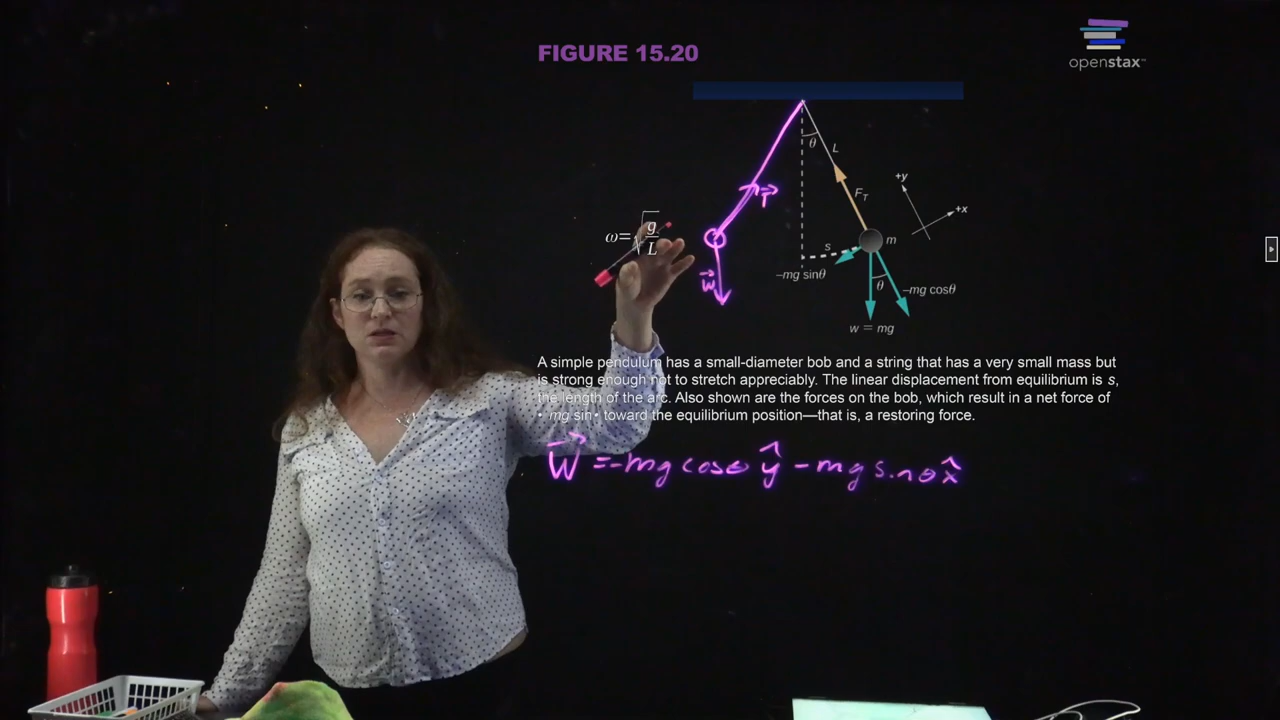 FIGURE 15.20
openstax
θ
L
+y
F_T
+x
T
ω=√g/L
s
m
−mg sinθ
w
θ
−mg cosθ
w = mg
A simple pendulum has a small-diameter bob and a string that has a very small mass but
is strong enough not to stretch appreciably. The linear displacement from equilibrium is s,
the length of the arc. Also shown are the forces on the bob, which result in a net force of
• mg sin• toward the equilibrium position—that is, a restoring force.
W = -mg cosθ ŷ - mg sinθ x̂